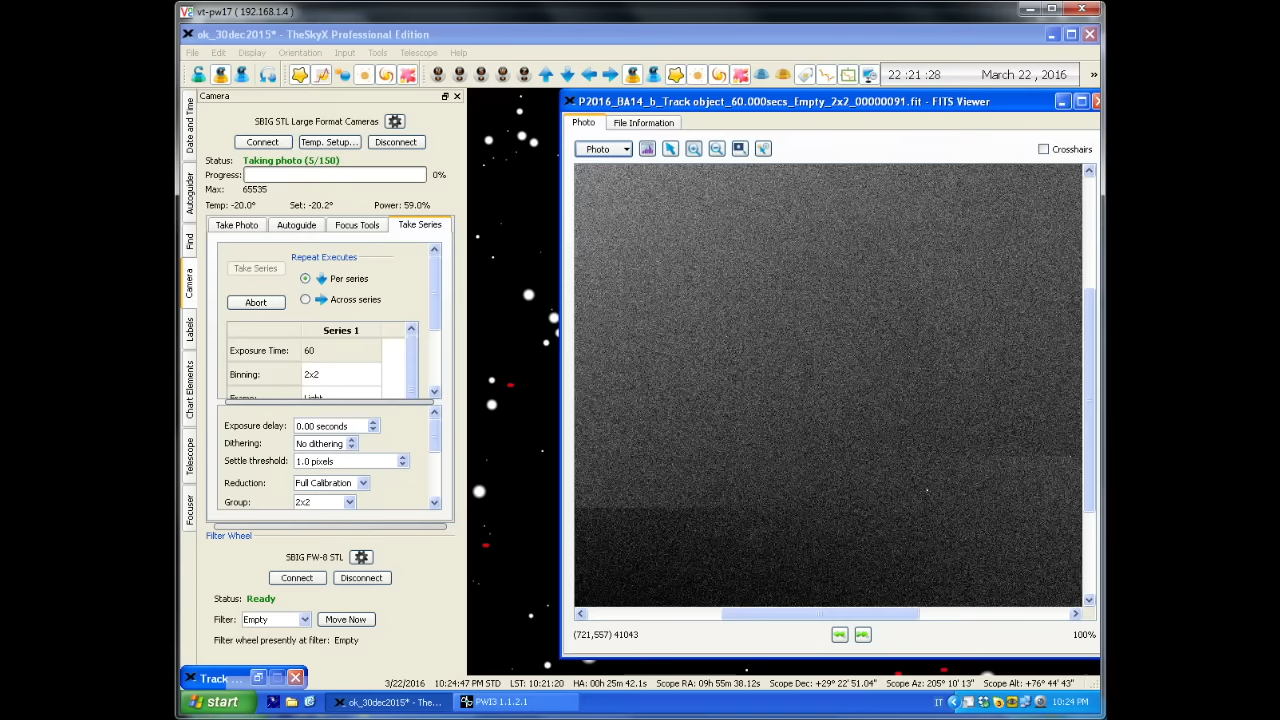 vt-pw17 ( 192.168.1.4 )
ok_30dec2015* - TheSkyX Professional Edition
File Edit Display Orientation Input Tools Telescope Help
22 : 21 : 28 March 22 , 2016 »
Camera
SBIG STL Large Format Cameras
Connect Temp. Setup... Disconnect
Status: Taking photo (5/150)
Progress: 0%
Max: 65535
Temp: -20.0° Set: -20.2° Power: 59.0%
Take Photo Autoguide Focus Tools Take Series
Repeat Executes
Take Series Per series
Abort Across series
Series 1
Exposure Time: 60
Binning: 2x2
Frame: Light
Exposure delay: 0.00 seconds
Dithering: No dithering
Settle threshold: 1.0 pixels
Reduction: Full Calibration
Group: 2x2
Filter Wheel
SBIG FW-8 STL
Connect Disconnect
Status: Ready
Filter: Empty Move Now
Filter wheel presently at filter: Empty
Date and Time
Autoguider
Find
Camera
Labels
Chart Elements
Telescope
Focuser
P2016_BA14_b_Track object_60.000secs_Empty_2x2_00000091.fit - FITS Viewer
Photo File Information
Photo Crosshairs
(721,557) 41043 100%
Track ...
3/22/2016 10:24:47 PM STD LST: 10:21:20 HA: 00h 25m 42.1s Scope RA: 09h 55m 38.12s Scope Dec: +29° 22' 51.04" Scope Az: 205° 10' 13" Scope Alt: +76° 44' 43"
start ok_30dec2015* - The... PWI3 1.1.2.1 IT 10:24 PM